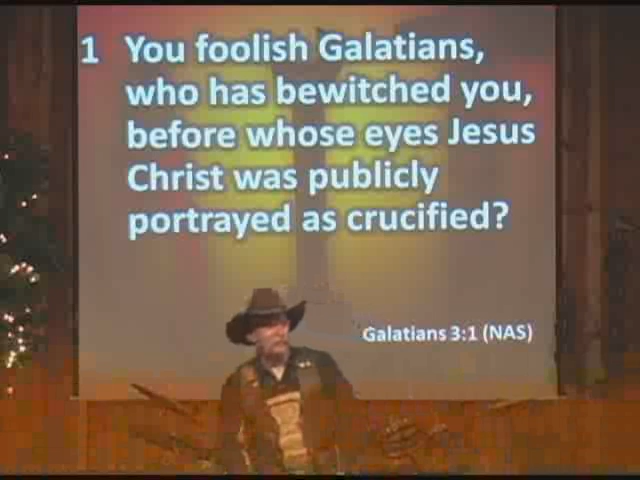 1 You foolish Galatians,
who has bewitched you,
before whose eyes Jesus
Christ was publicly
portrayed as crucified?
Galatians 3:1 (NAS)